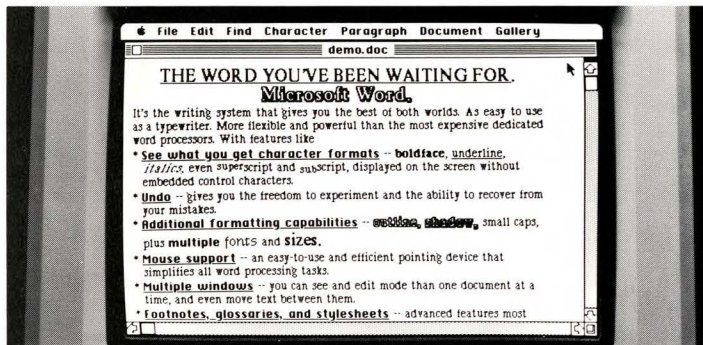 File Edit Find Character Paragraph Document Gallery
demo.doc
THE WORD YOU'VE BEEN WAITING FOR.
Microsoft Word.
It's the writing system that gives you the best of both worlds. As easy to use
as a typewriter. More flexible and powerful than the most expensive dedicated
word processors. With features like
* See what you get character formats -- boldface, underline,
italics, even superscript and subscript, displayed on the screen without
embedded control characters.
* Undo -- gives you the freedom to experiment and the ability to recover from
your mistakes.
* Additional formatting capabilities -- outline, shadow, small caps,
plus multiple fonts and sizes.
* Mouse support -- an easy-to-use and efficient pointing device that
simplifies all word processing tasks.
* Multiple windows -- you can see and edit mode than one document at a
time, and even move text between them.
* Footnotes, glossaries, and stylesheets -- advanced features most